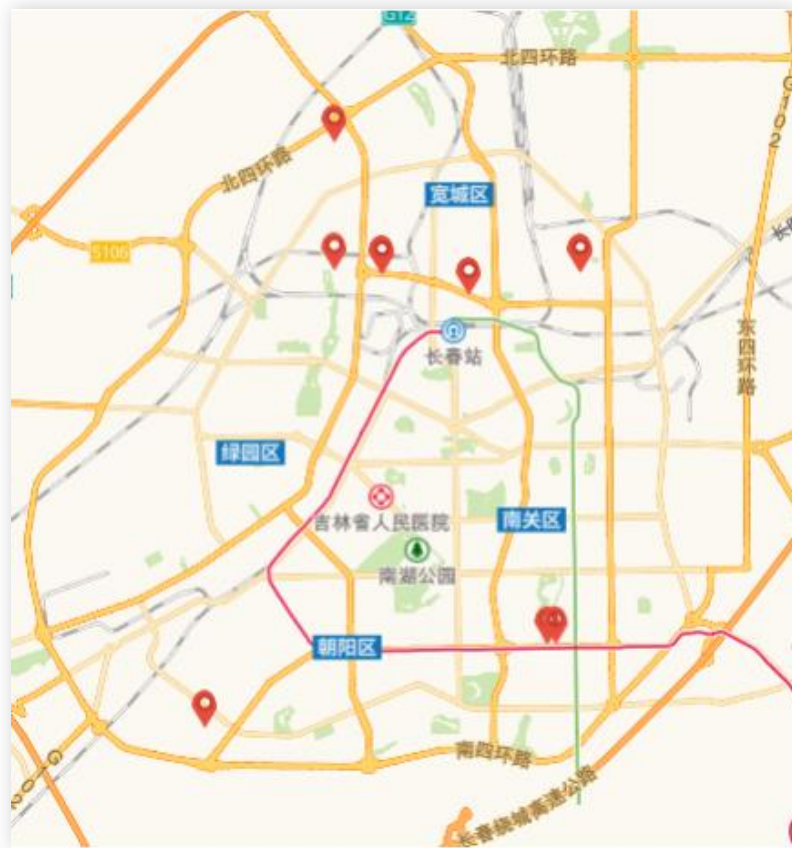 G12
北四环路
G102
北四环路
宽城区
S106
长春站
东四环路
绿园区
吉林省人民医院
南关区
南湖公园
朝阳区
南四环路
G102
长春绕城高速公路